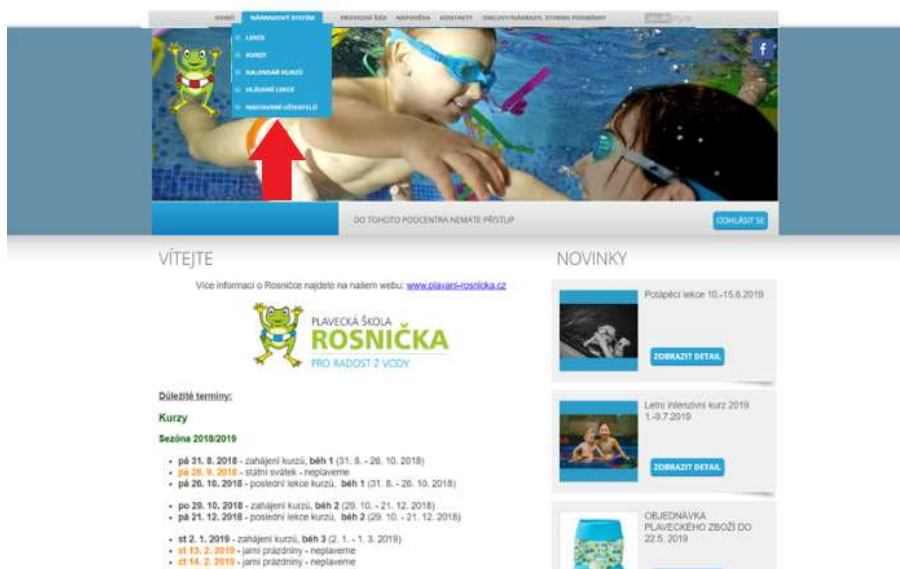 DOMŮ NÁHRADOVÝ SYSTÉM PROVOZNÍ ŘÁD NÁPOVĚDA KONTAKTY OMLUVY/NÁHRADY, STORNO PODMÍNKY
LEKCE
KURZY
KALENDÁŘ KURZŮ
HLÍDANÉ LEKCE
NASTAVENÍ UŽIVATELŮ
f
DO TOHOTO PODCENTRA NEMÁTE PŘÍSTUP
ODHLÁSIT SE
VÍTEJTE
Více informací o Rosničce najdete na našem webu: www.plavani-rosnicka.cz
PLAVECKÁ ŠKOLA
ROSNIČKA
PRO RADOST Z VODY
Důležité termíny:
Kurzy
Sezóna 2018/2019
pá 31. 8. 2018 - zahájení kurzů, běh 1 (31. 8. - 26. 10. 2018)
pá 28. 9. 2018 - státní svátek - neplaveme
pá 26. 10. 2018 - poslední lekce kurzů, běh 1 (31. 8. - 26. 10. 2018)
po 29. 10. 2018 - zahájení kurzů, běh 2 (29. 10. - 21. 12. 2018)
pá 21. 12. 2018 - poslední lekce kurzů, běh 2 (29. 10. - 21. 12. 2018)
st 2. 1. 2019 - zahájení kurzů, běh 3 (2. 1. - 1. 3. 2019)
st 13. 2. 2019 - jarní prázdniny - neplaveme
čt 14. 2. 2019 - jarní prázdniny - neplaveme
NOVINKY
Potápěcí lekce 10.-15.6.2019
ZOBRAZIT DETAIL
Letní intenzivní kurz 2019
1.-9.7.2019
ZOBRAZIT DETAIL
OBJEDNÁVKA
PLAVECKÉHO ZBOŽÍ DO
22.5. 2019